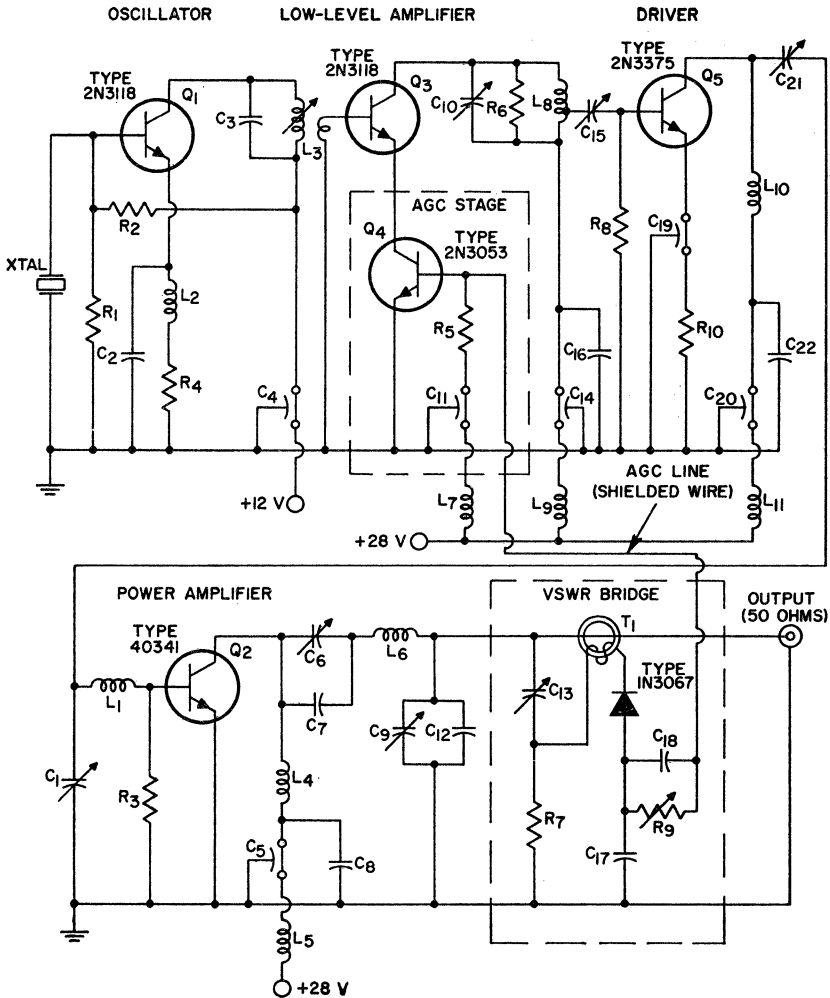 OSCILLATOR
LOW-LEVEL AMPLIFIER
DRIVER
TYPE
2N3118
Q1
C3
L3
TYPE
2N3118
Q3
C10
R6
L8
C15
TYPE
2N3375
Q5
C21
R2
XTAL
R1
C2
L2
R4
C4
+12 V
AGC STAGE
Q4
TYPE
2N3053
R5
C11
L7
+28 V
C16
C14
L9
R8
C19
R10
L10
C22
C20
L11
AGC LINE
(SHIELDED WIRE)
POWER AMPLIFIER
TYPE
40341
Q2
L1
C1
R3
C6
C7
L6
C9
C12
L4
C5
C8
L5
+28 V
VSWR BRIDGE
T1
C13
TYPE
1N3067
C18
R9
R7
C17
OUTPUT
(50 OHMS)